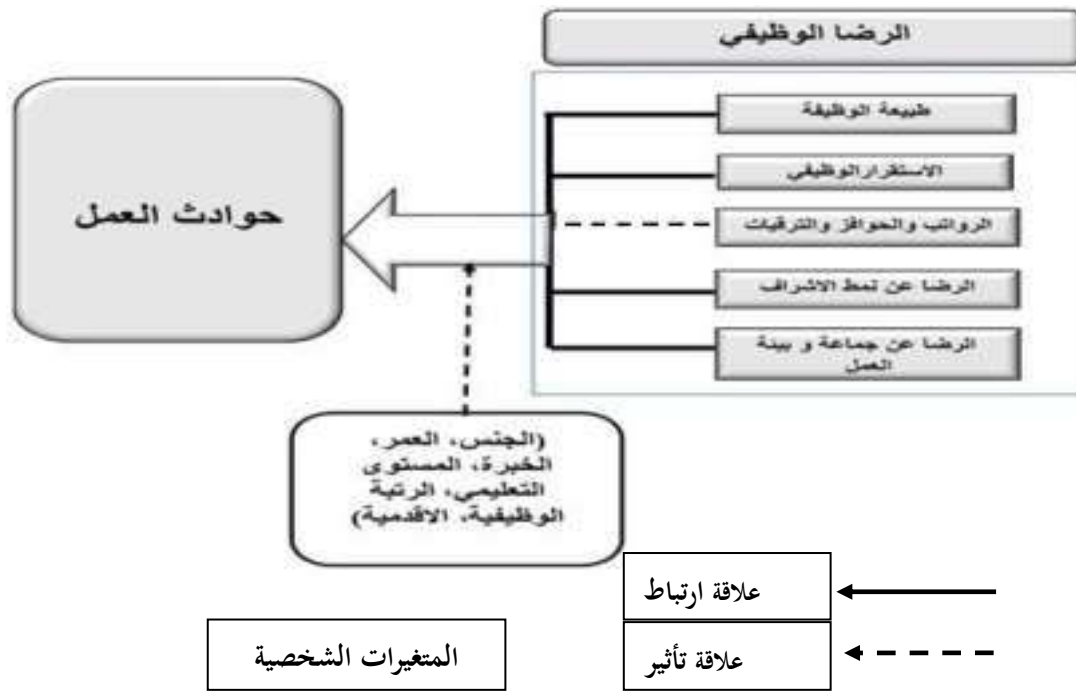 الرضا الوظيفي
طبيعة الوظيفة
الاستقرار الوظيفي
الرواتب والحوافز والترقيات
الرضا عن نمط الاشراف
الرضا عن جماعة و بيئة
العمل
حوادث العمل
(الجنس، العمر،
الخبرة، المستوى
التعليمي، الرتبة
الوظيفية، الاقدمية)
علاقة ارتباط
علاقة تأثير
المتغيرات الشخصية